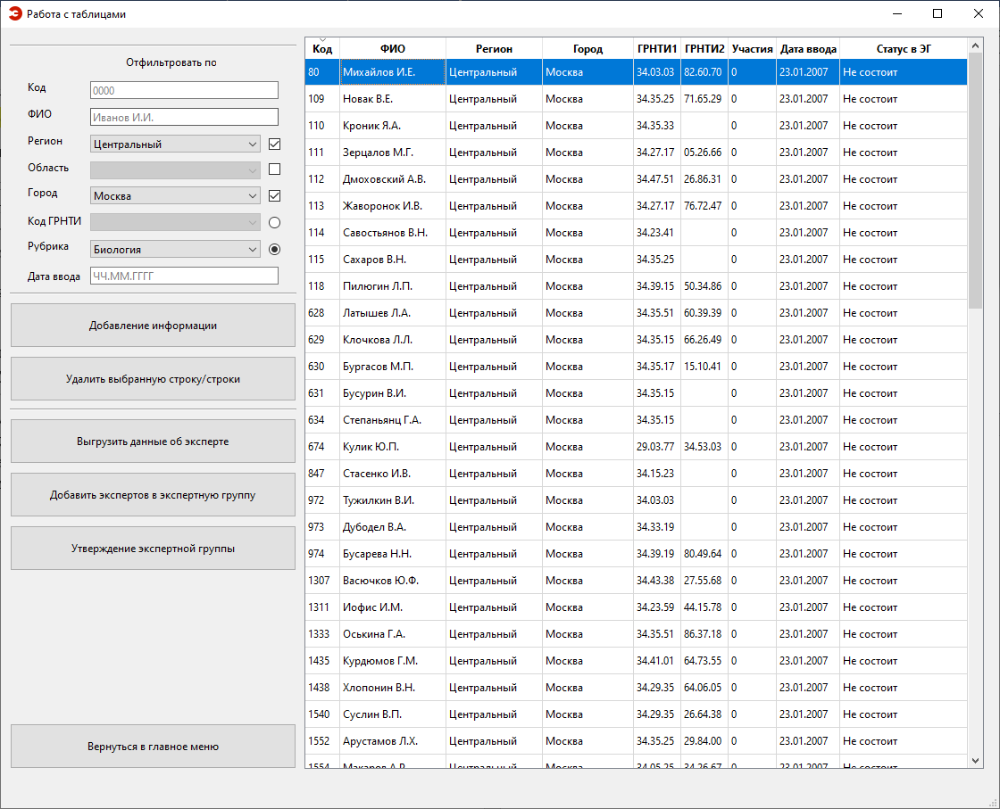 Э Работа с таблицами
Отфильтровать по
Код 0000
ФИО Иванов И.И.
Регион Центральный
Область
Город Москва
Код ГРНТИ
Рубрика Биология
Дата ввода ЧЧ.ММ.ГГГГ
Добавление информации
Удалить выбранную строку/строки
Выгрузить данные об эксперте
Добавить экспертов в экспертную группу
Утверждение экспертной группы
Вернуться в главное меню
Код ФИО Регион Город ГРНТИ1 ГРНТИ2 Участия Дата ввода Статус в ЭГ
80 Михайлов И.Е. Центральный Москва 34.03.03 82.60.70 0 23.01.2007 Не состоит
109 Новак В.Е. Центральный Москва 34.35.25 71.65.29 0 23.01.2007 Не состоит
110 Кроник Я.А. Центральный Москва 34.35.33 0 23.01.2007 Не состоит
111 Зерцалов М.Г. Центральный Москва 34.27.17 05.26.66 0 23.01.2007 Не состоит
112 Дмоховский А.В. Центральный Москва 34.47.51 26.86.31 0 23.01.2007 Не состоит
113 Жаворонок И.В. Центральный Москва 34.27.17 76.72.47 0 23.01.2007 Не состоит
114 Савостьянов В.Н. Центральный Москва 34.23.41 0 23.01.2007 Не состоит
115 Сахаров В.Н. Центральный Москва 34.35.25 0 23.01.2007 Не состоит
118 Пилюгин Л.П. Центральный Москва 34.39.15 50.34.86 0 23.01.2007 Не состоит
628 Латышев Л.А. Центральный Москва 34.35.51 60.39.39 0 23.01.2007 Не состоит
629 Клочкова Л.Л. Центральный Москва 34.35.15 66.26.49 0 23.01.2007 Не состоит
630 Бургасов М.П. Центральный Москва 34.35.17 15.10.41 0 23.01.2007 Не состоит
631 Бусурин В.И. Центральный Москва 34.35.15 0 23.01.2007 Не состоит
634 Степаньянц Г.А. Центральный Москва 34.35.15 0 23.01.2007 Не состоит
674 Кулик Ю.П. Центральный Москва 29.03.77 34.53.03 0 23.01.2007 Не состоит
847 Стасенко И.В. Центральный Москва 34.15.23 0 23.01.2007 Не состоит
972 Тужилкин В.И. Центральный Москва 34.03.03 0 23.01.2007 Не состоит
973 Дубодел В.А. Центральный Москва 34.33.19 0 23.01.2007 Не состоит
974 Бусарева Н.Н. Центральный Москва 34.39.19 80.49.64 0 23.01.2007 Не состоит
1307 Васючков Ю.Ф. Центральный Москва 34.43.38 27.55.68 0 23.01.2007 Не состоит
1311 Иофис И.М. Центральный Москва 34.23.59 44.15.78 0 23.01.2007 Не состоит
1333 Оськина Г.А. Центральный Москва 34.35.51 86.37.18 0 23.01.2007 Не состоит
1435 Курдюмов Г.М. Центральный Москва 34.41.01 64.73.55 0 23.01.2007 Не состоит
1438 Хлопонин В.Н. Центральный Москва 34.29.35 64.06.05 0 23.01.2007 Не состоит
1540 Суслин В.П. Центральный Москва 34.29.35 26.64.38 0 23.01.2007 Не состоит
1552 Арустамов Л.Х. Центральный Москва 34.35.25 29.84.00 0 23.01.2007 Не состоит
1554 Макаров А.Р. Центральный Москва 34.05.25 34.26.67 0 23.01.2007 Не состоит